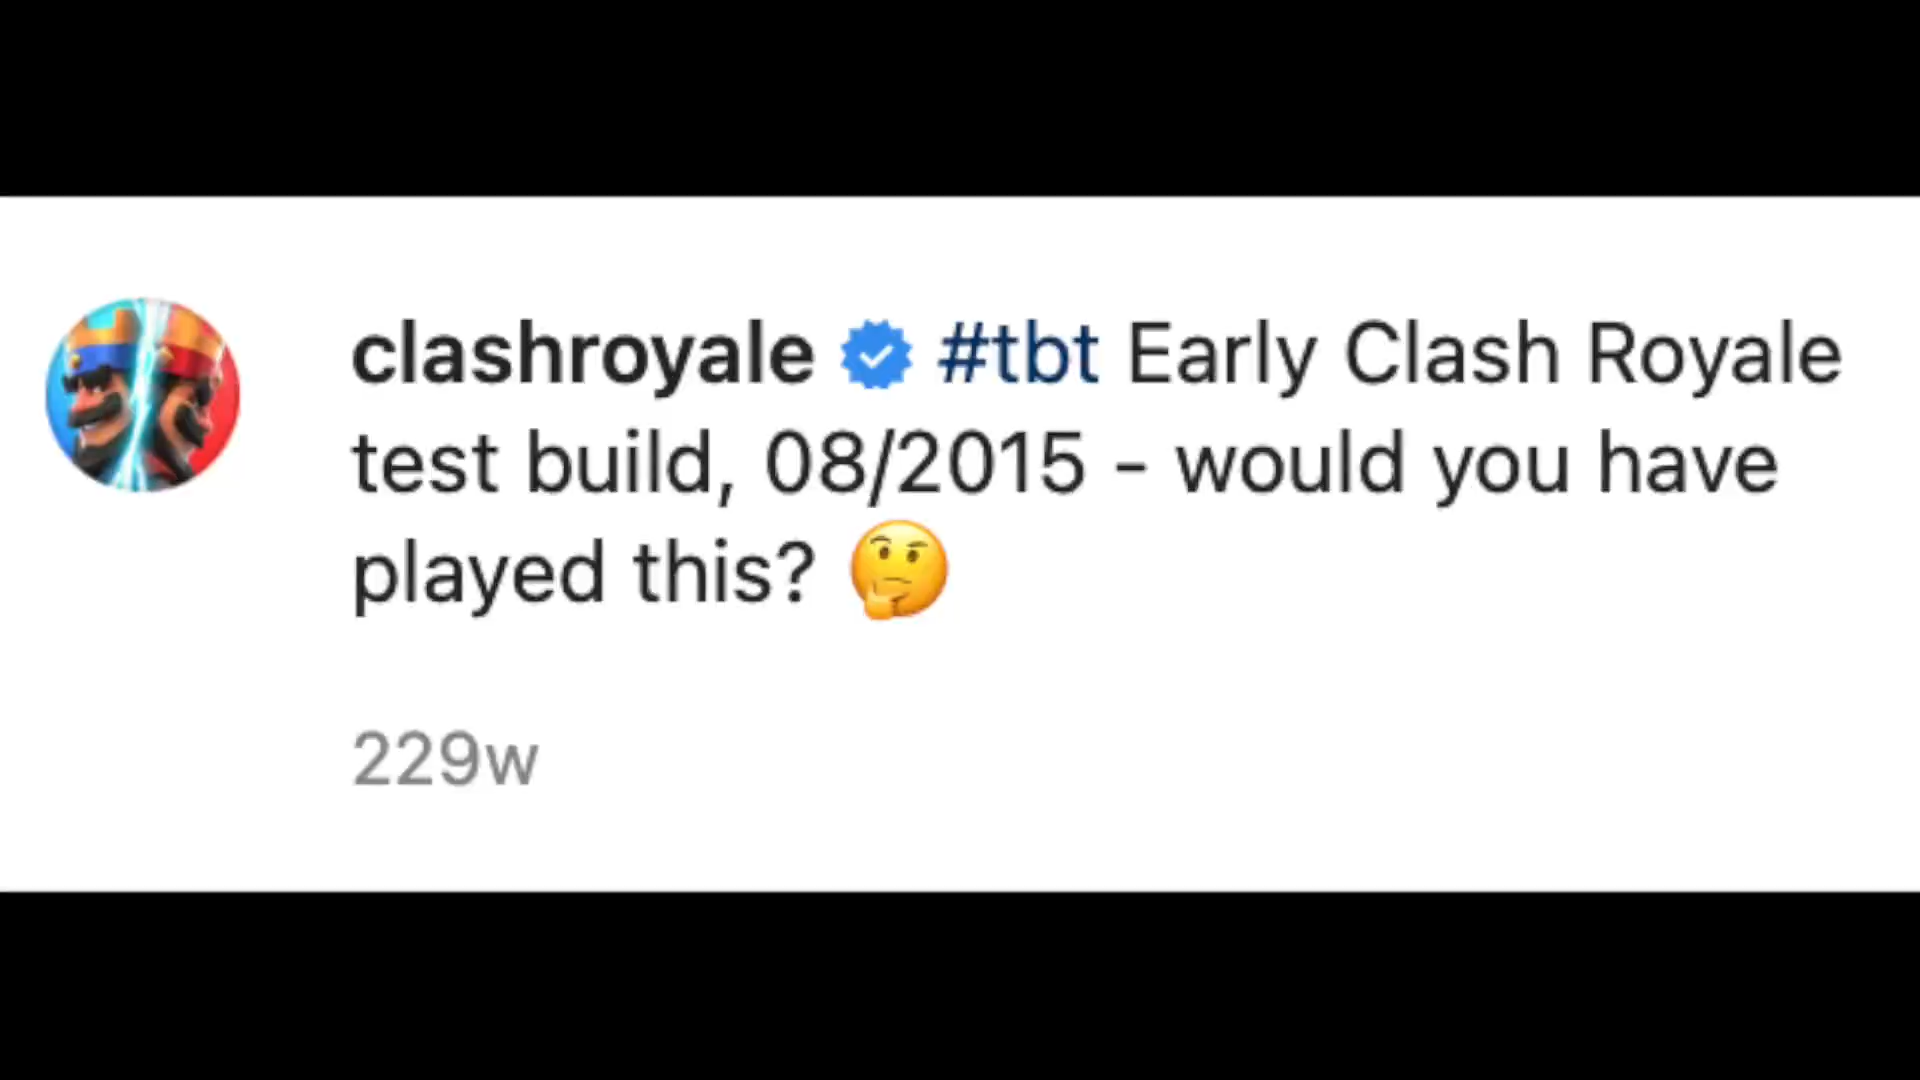 clashroyale #tbt Early Clash Royale
test build, 08/2015 - would you have
played this? 🤔
229w